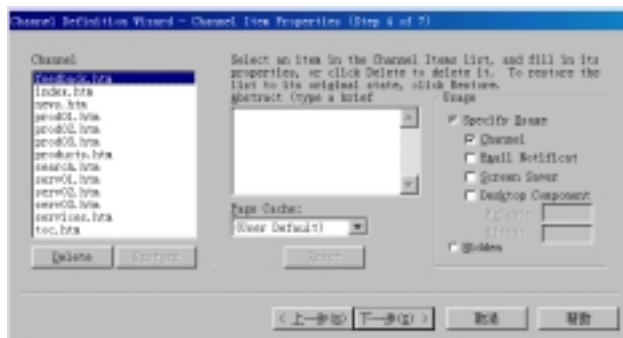 Channel Definition Wizard - Channel Item Properties (Step 4 of 7)
Channel
Select an item in the Channel Items list, and fill in its
properties, or click Delete to delete it. To restore the
list to its original state, click Restore.
feedback.htm
index.htm
news.htm
prod01.htm
prod02.htm
prod03.htm
products.htm
search.htm
serv01.htm
serv02.htm
serv03.htm
services.htm
toc.htm
Delete
Restore
Abstract (type a brief
Page Cache:
(User Default)
Reset
Usage
Specify Usage
Channel
Email Notificat
Screen Saver
Desktop Component
Height:
Width:
Hidden
< 上一步(B)
下一步(N) >
取消
帮助